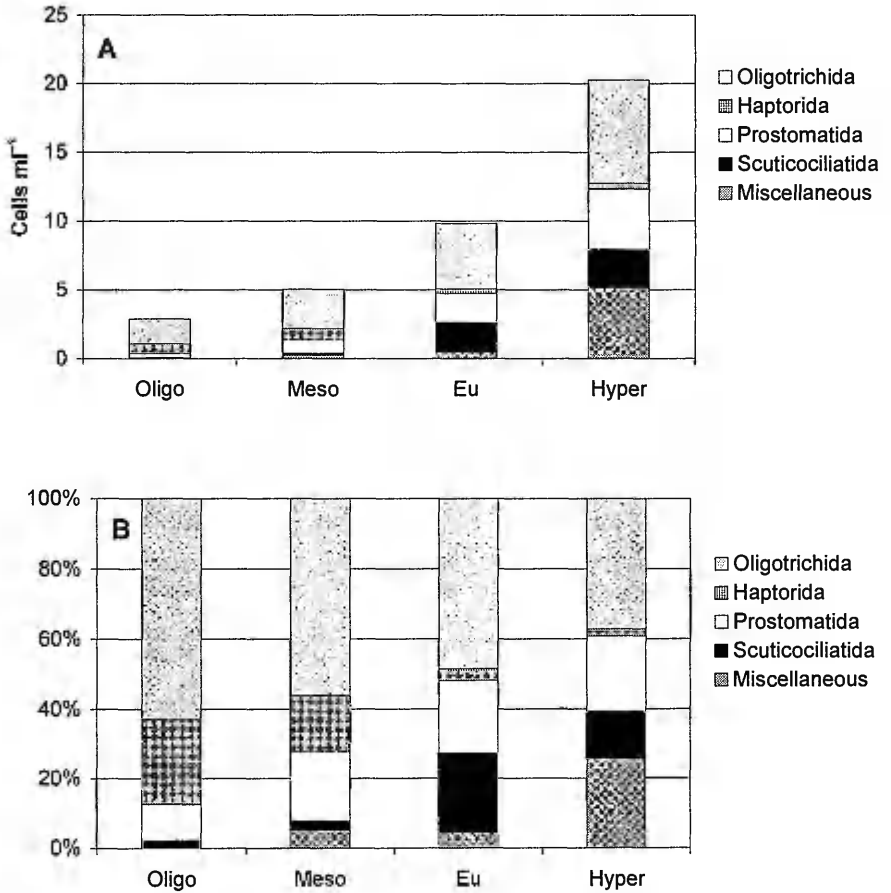 A
25
20
15
10
5
0
Cells ml⁻¹
Oligo Meso Eu Hyper
Oligotrichida
Haptorida
Prostomatida
Scuticociliatida
Miscellaneous
B
100%
80%
60%
40%
20%
0%
Oligo Meso Eu Hyper
Oligotrichida
Haptorida
Prostomatida
Scuticociliatida
Miscellaneous